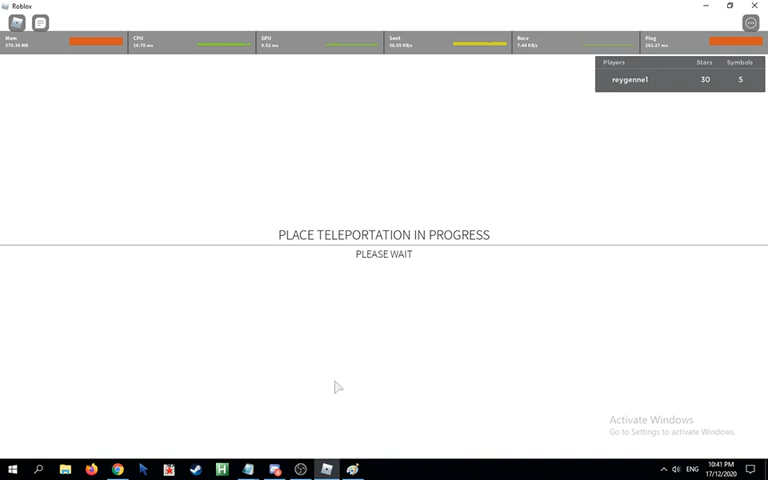 Roblox
Mem CPU GPU Sent Recv Ping
Players Stars Symbols
reygenne1 30 5
PLACE TELEPORTATION IN PROGRESS
PLEASE WAIT
Activate Windows
Go to Settings to activate Windows.
ENG
10:41 PM
17/12/2020